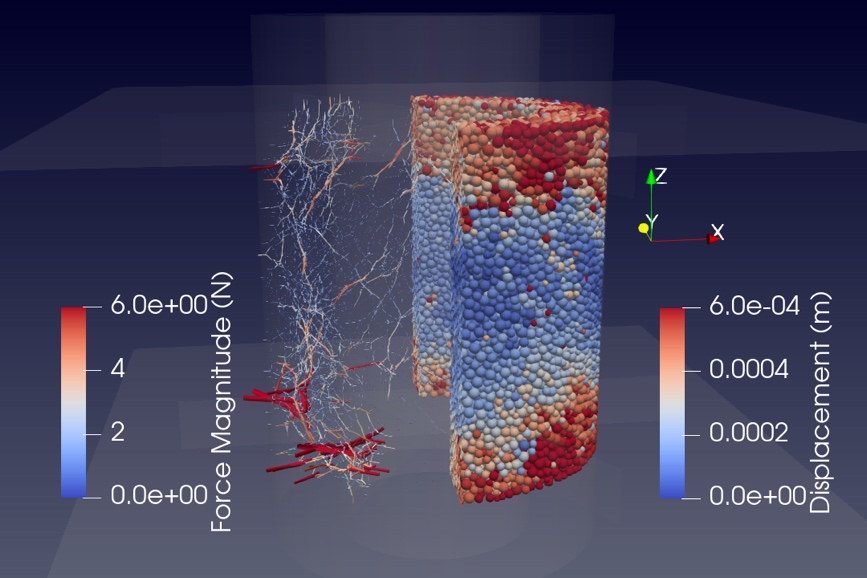 Z
Y
X
6.0e+00
4
2
0.0e+00
Force Magnitude (N)
6.0e-04
0.0004
0.0002
0.0e+00
Displacement (m)